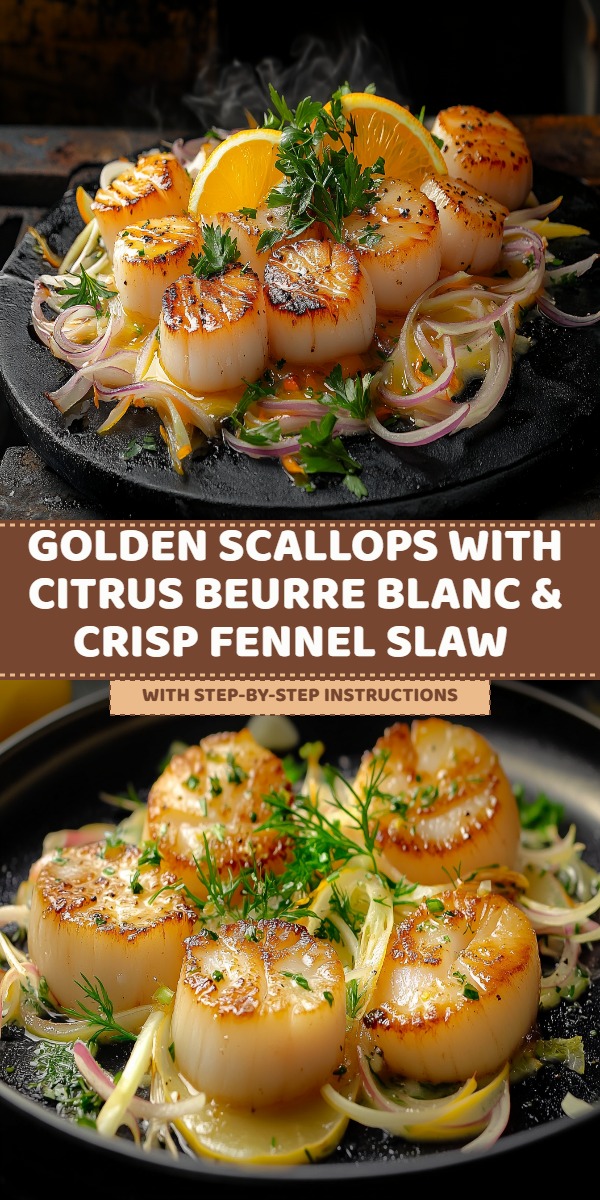 GOLDEN SCALLOPS WITH
CITRUS BEURRE BLANC &
CRISP FENNEL SLAW
WITH STEP-BY-STEP INSTRUCTIONS